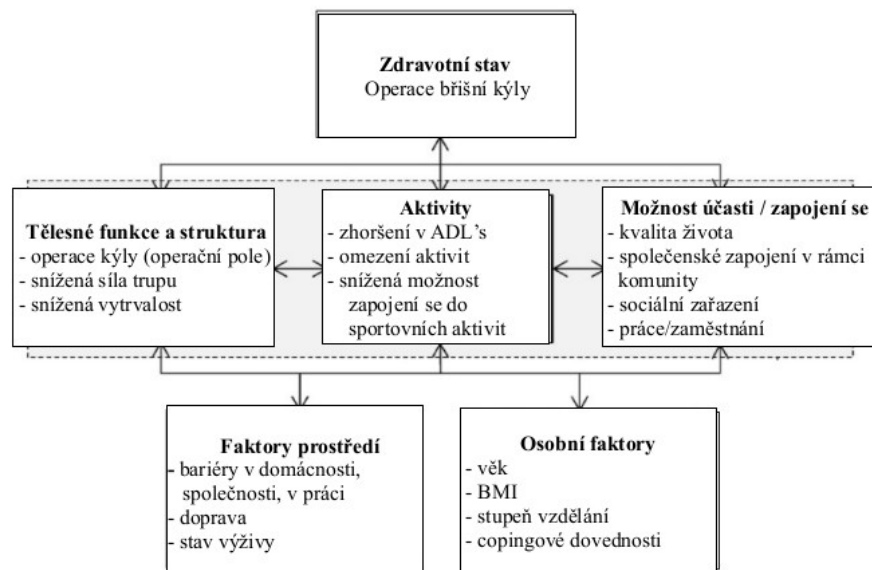 Zdravotní stav
Operace břišní kýly
Tělesné funkce a struktura
- operace kýly (operační pole)
- snížená síla trupu
- snížená vytrvalost
Aktivity
- zhoršení v ADL's
- omezení aktivit
- snížená možnost
zapojení se do
sportovních aktivit
Možnost účasti / zapojení se
- kvalita života
- společenské zapojení v rámci
komunity
- sociální zařazení
- práce/zaměstnání
Faktory prostředí
- bariéry v domácnosti,
společnosti, v práci
- doprava
- stav výživy
Osobní faktory
- věk
- BMI
- stupeň vzdělání
- copingové dovednosti